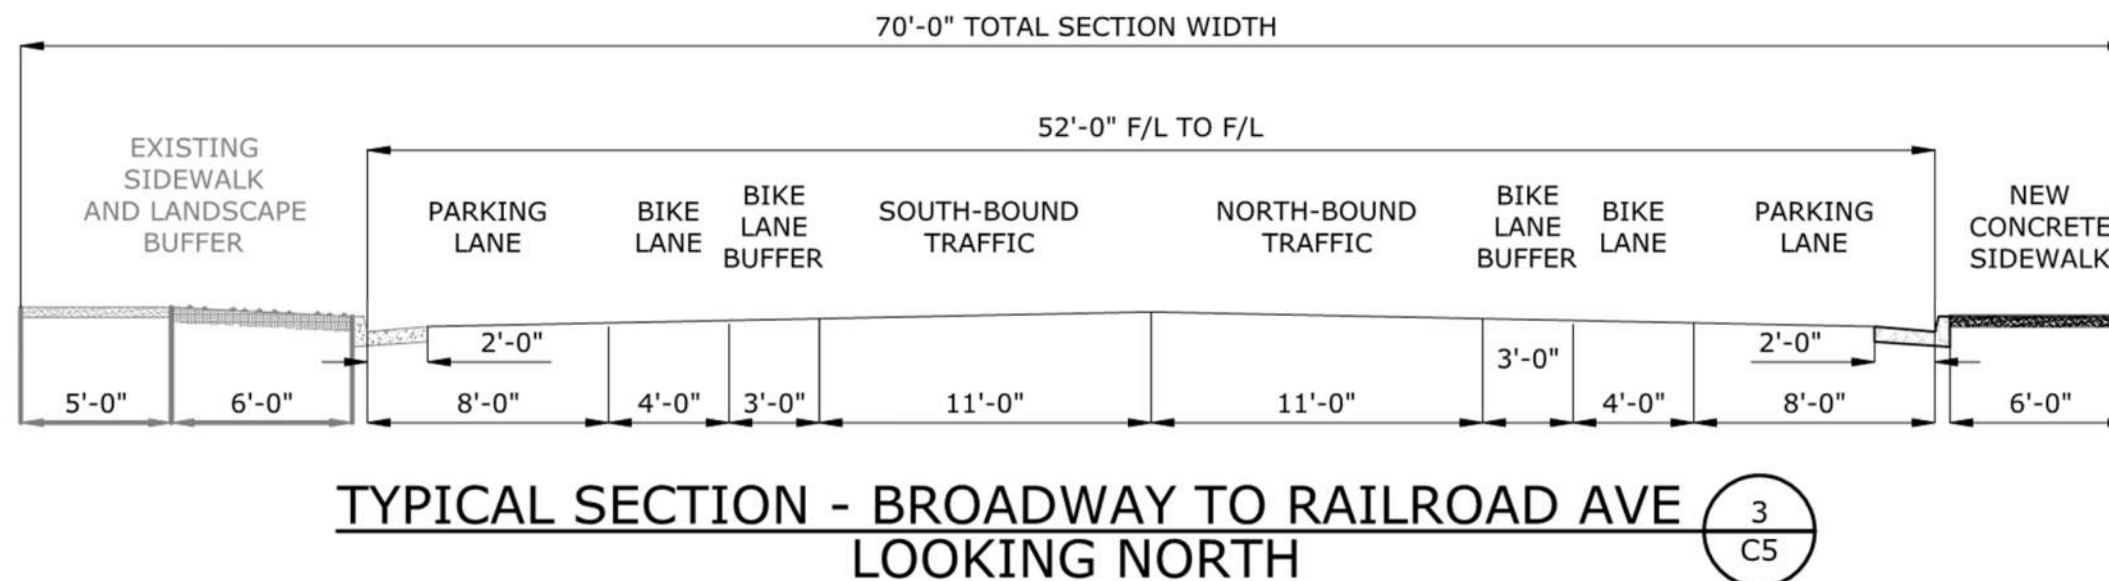 70'-0" TOTAL SECTION WIDTH
52'-0" F/L TO F/L
EXISTING
SIDEWALK
AND LANDSCAPE
BUFFER
PARKING
LANE
BIKE
LANE
BIKE
LANE
BUFFER
SOUTH-BOUND
TRAFFIC
NORTH-BOUND
TRAFFIC
BIKE
LANE
BUFFER
BIKE
LANE
PARKING
LANE
NEW
CONCRETE
SIDEWALK
2'-0"
3'-0"
2'-0"
5'-0"
6'-0"
8'-0"
4'-0"
3'-0"
11'-0"
11'-0"
4'-0"
8'-0"
6'-0"
TYPICAL SECTION - BROADWAY TO RAILROAD AVE
LOOKING NORTH
3
C5